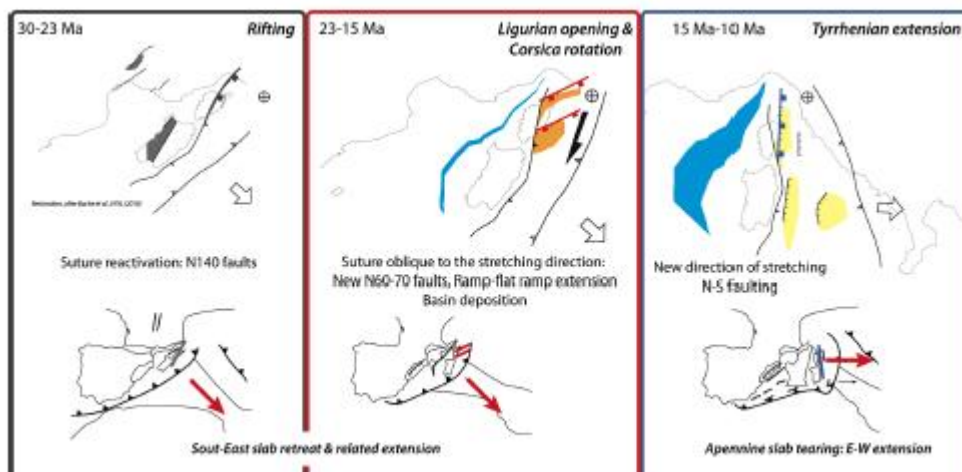 30-23 Ma
Rifting
Suture reactivation: N140 faults
23-15 Ma
Ligurian opening &
Corsica rotation
Suture oblique to the stretching direction:
New N60-70 faults, Ramp-flat ramp extension
Basin deposition
15 Ma-10 Ma
Tyrrhenian extension
New direction of stretching
N-S faulting
Sout-East slab retreat & related extension
Apemnine slab tearing: E-W extension